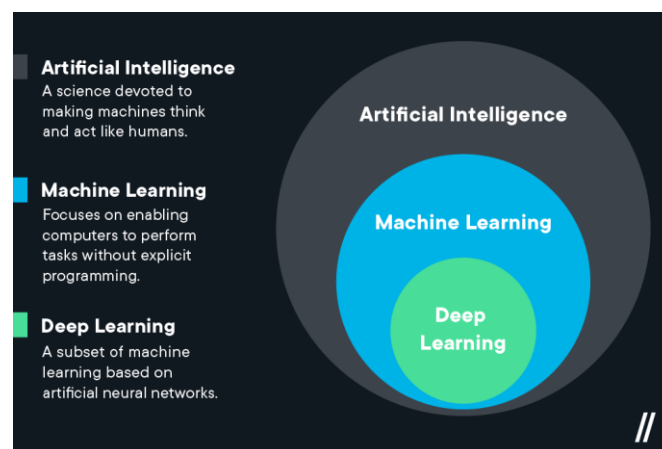 Artificial Intelligence
A science devoted to
making machines think
and act like humans.
Machine Learning
Focuses on enabling
computers to perform
tasks without explicit
programming.
Deep Learning
A subset of machine
learning based on
artificial neural networks.
Artificial Intelligence
Machine Learning
Deep
Learning
//